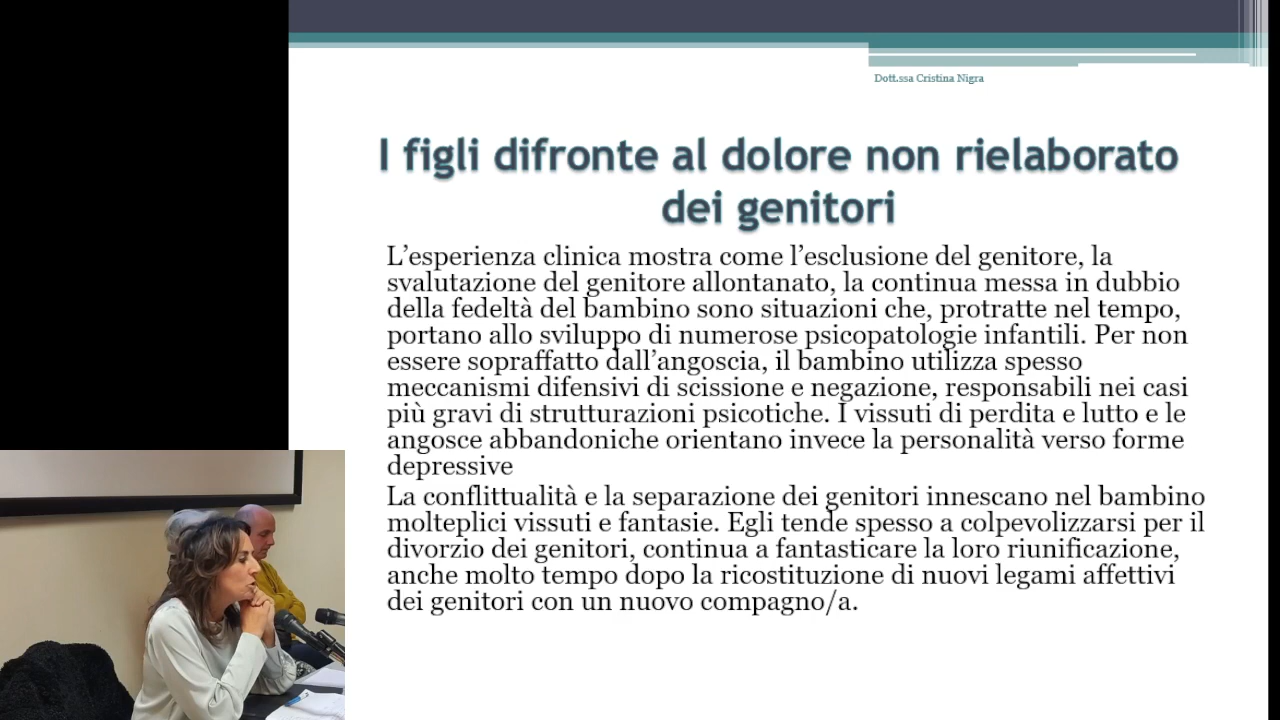 Dott.ssa Cristina Nigra
I figli difronte al dolore non rielaborato
dei genitori
L’esperienza clinica mostra come l’esclusione del genitore, la
svalutazione del genitore allontanato, la continua messa in dubbio
della fedeltà del bambino sono situazioni che, protratte nel tempo,
portano allo sviluppo di numerose psicopatologie infantili. Per non
essere sopraffatto dall’angoscia, il bambino utilizza spesso
meccanismi difensivi di scissione e negazione, responsabili nei casi
più gravi di strutturazioni psicotiche. I vissuti di perdita e lutto e le
angosce abbandoniche orientano invece la personalità verso forme
depressive
La conflittualità e la separazione dei genitori innescano nel bambino
molteplici vissuti e fantasie. Egli tende spesso a colpevolizzarsi per il
divorzio dei genitori, continua a fantasticare la loro riunificazione,
anche molto tempo dopo la ricostituzione di nuovi legami affettivi
dei genitori con un nuovo compagno/a.